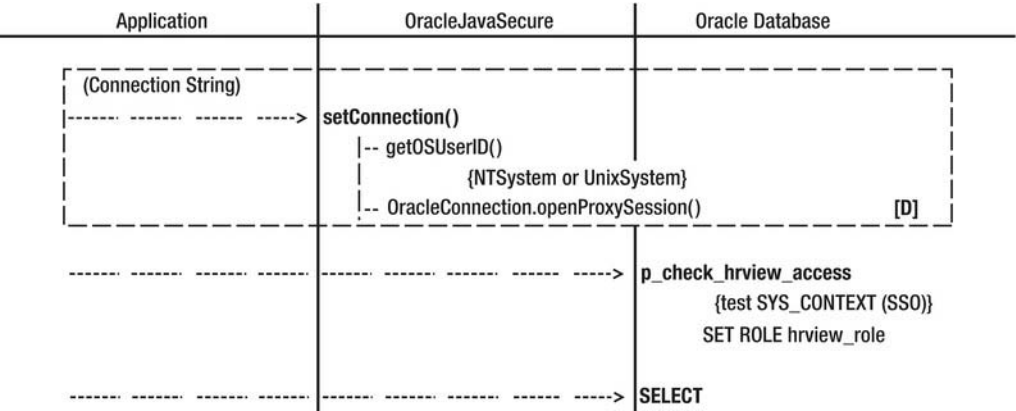 Application OracleJavaSecure Oracle Database
(Connection String)
setConnection()
|-- getOSUserID()
{NTSystem or UnixSystem}
|-- OracleConnection.openProxySession() [D]
p_check_hrview_access
{test SYS_CONTEXT (SSO)}
SET ROLE hrview_role
SELECT